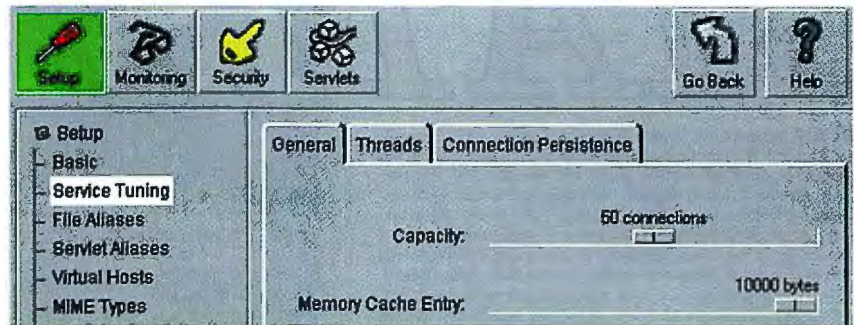 Setup Monitoring Security Servlets Go Back Help
Setup
Basic
Service Tuning
File Aliases
Servlet Aliases
Virtual Hosts
MIME Types
General Threads Connection Persistence
50 connections
Capacity:
10000 bytes
Memory Cache Entry: